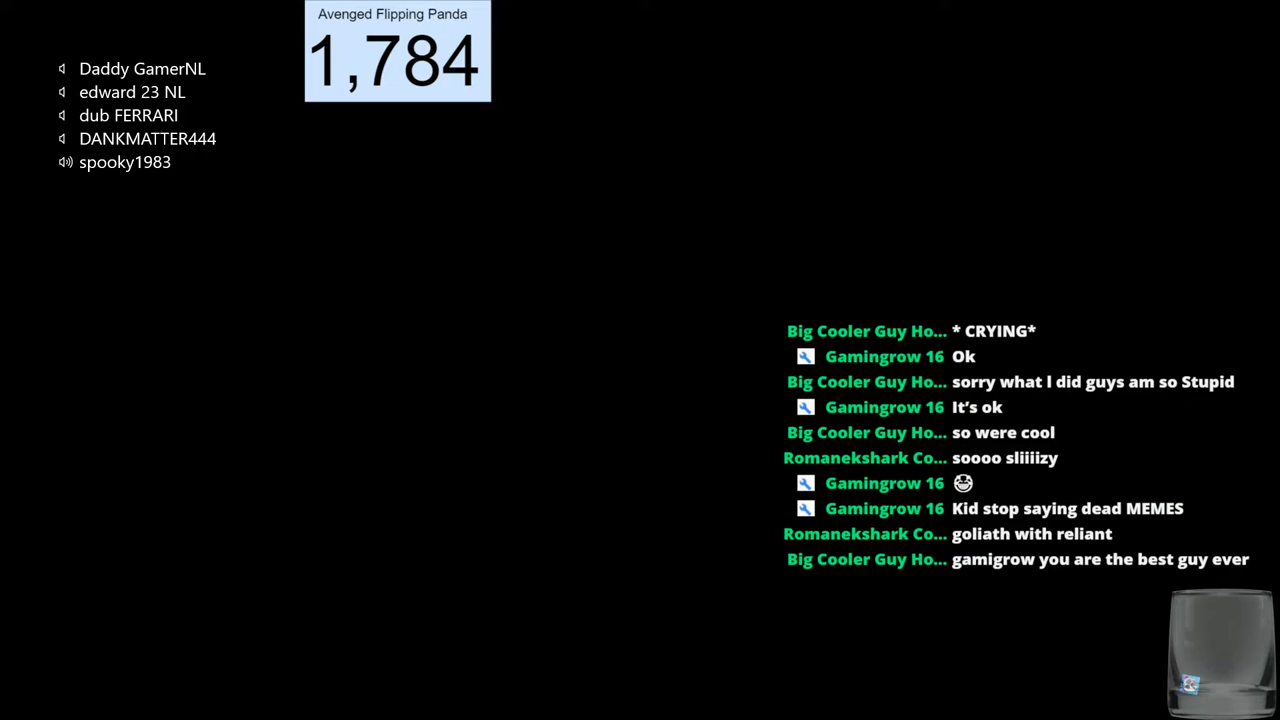 Avenged Flipping Panda
1,784
Daddy GamerNL
edward 23 NL
dub FERRARI
DANKMATTER444
spooky1983
Big Cooler Guy Ho... * CRYING*
Gamingrow 16 Ok
Big Cooler Guy Ho... sorry what I did guys am so Stupid
Gamingrow 16 It’s ok
Big Cooler Guy Ho... so were cool
Romanekshark Co... soooo sliiiizy
Gamingrow 16 😂
Gamingrow 16 Kid stop saying dead MEMES
Romanekshark Co... goliath with reliant
Big Cooler Guy Ho... gamigrow you are the best guy ever